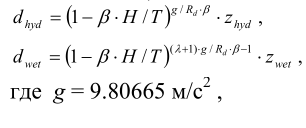 d_hyd = (1 − β · H / T)^(g / R_d · β) · z_hyd ,
d_wet = (1 − β · H / T)^((λ+1)·g / R_d · β−1) · z_wet ,
где g = 9.80665 м/с² ,